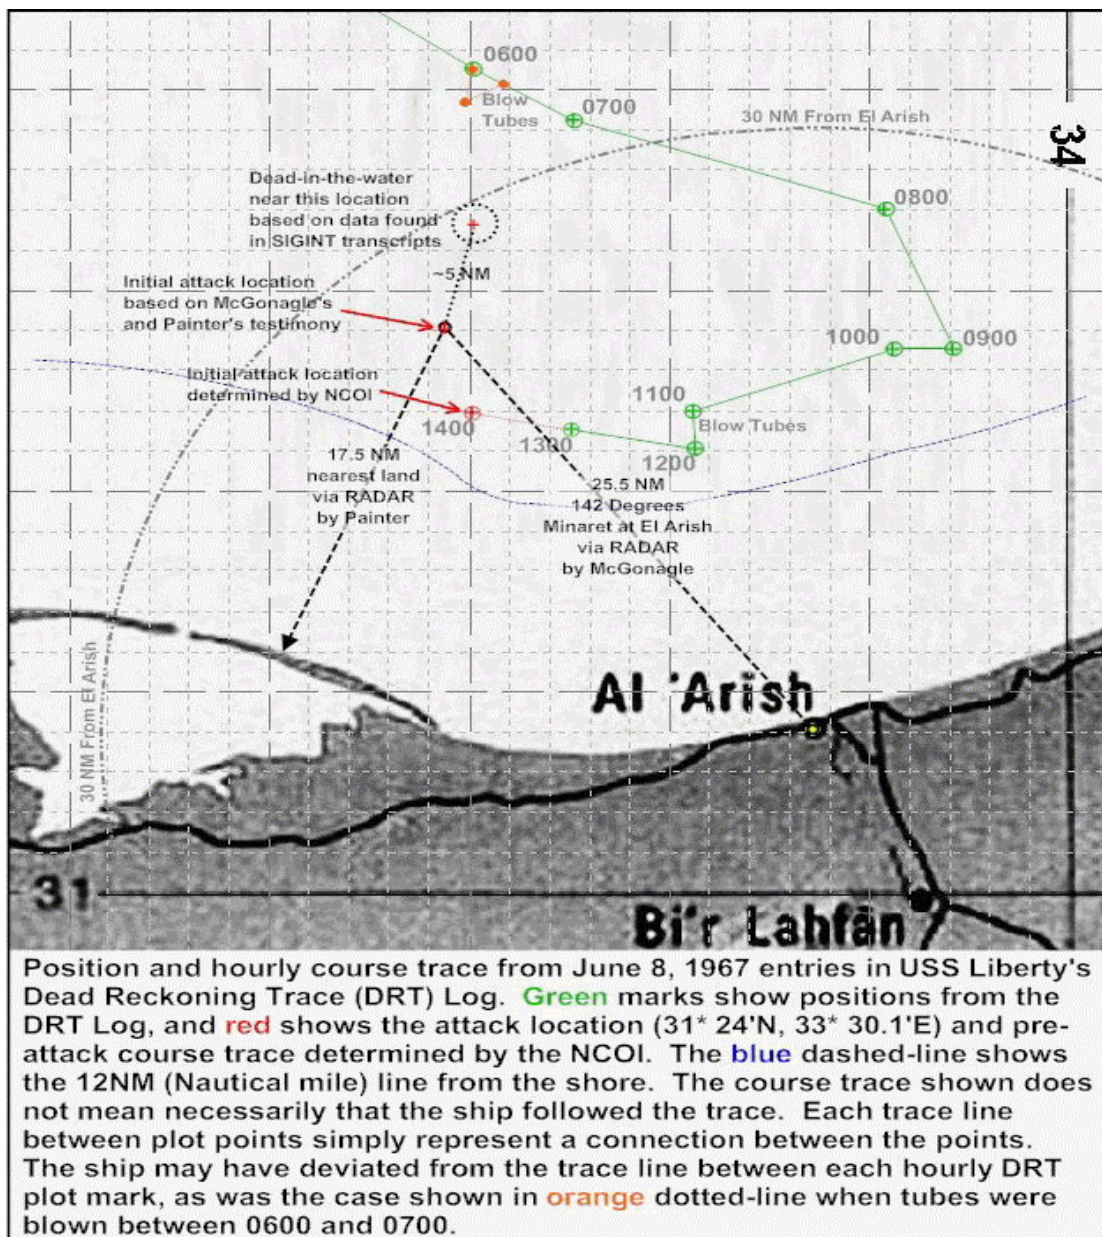 0600
Blow
Tubes
0700
30 NM From El Arish
34
Dead-in-the-water
near this location
based on data found
in SIGINT transcripts
0800
~5 NM
Initial attack location
based on McGonagle's
and Painter's testimony
1000
0900
Initial attack location
determined by NCOI
1100
Blow Tubes
1400
1300
1200
17.5 NM
nearest land
via RADAR
by Painter
25.5 NM
142 Degrees
Minaret at El Arish
via RADAR
by McGonagle
30 NM From El Arish
Al 'Arish
31
Bi'r Lahfān
Position and hourly course trace from June 8, 1967 entries in USS Liberty's
Dead Reckoning Trace (DRT) Log. Green marks show positions from the
DRT Log, and red shows the attack location (31* 24'N, 33* 30.1'E) and pre-
attack course trace determined by the NCOI. The blue dashed-line shows
the 12NM (Nautical mile) line from the shore. The course trace shown does
not mean necessarily that the ship followed the trace. Each trace line
between plot points simply represent a connection between the points.
The ship may have deviated from the trace line between each hourly DRT
plot mark, as was the case shown in orange dotted-line when tubes were
blown between 0600 and 0700.